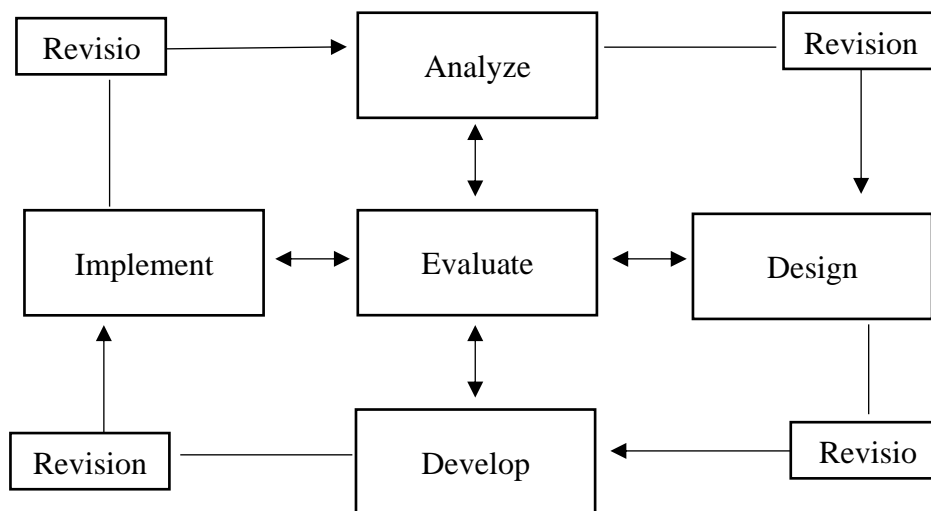 Revisio
Analyze
Revision
Implement
Evaluate
Design
Revision
Develop
Revisio